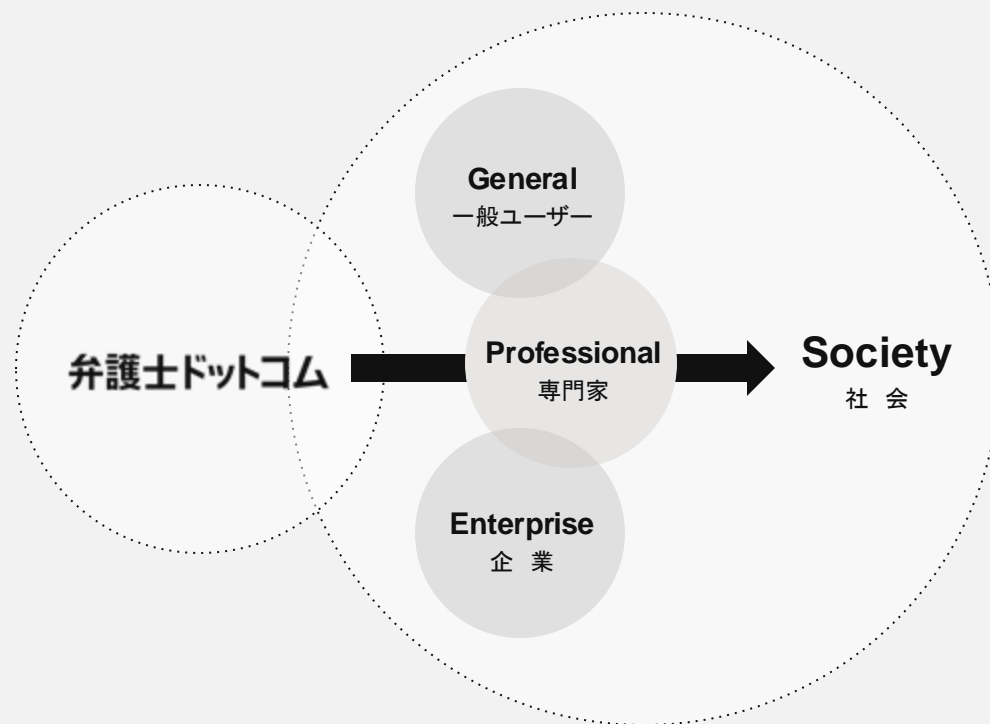 General
一般ユーザー
弁護士ドットコム
Professional
専門家
Society
社 会
Enterprise
企 業